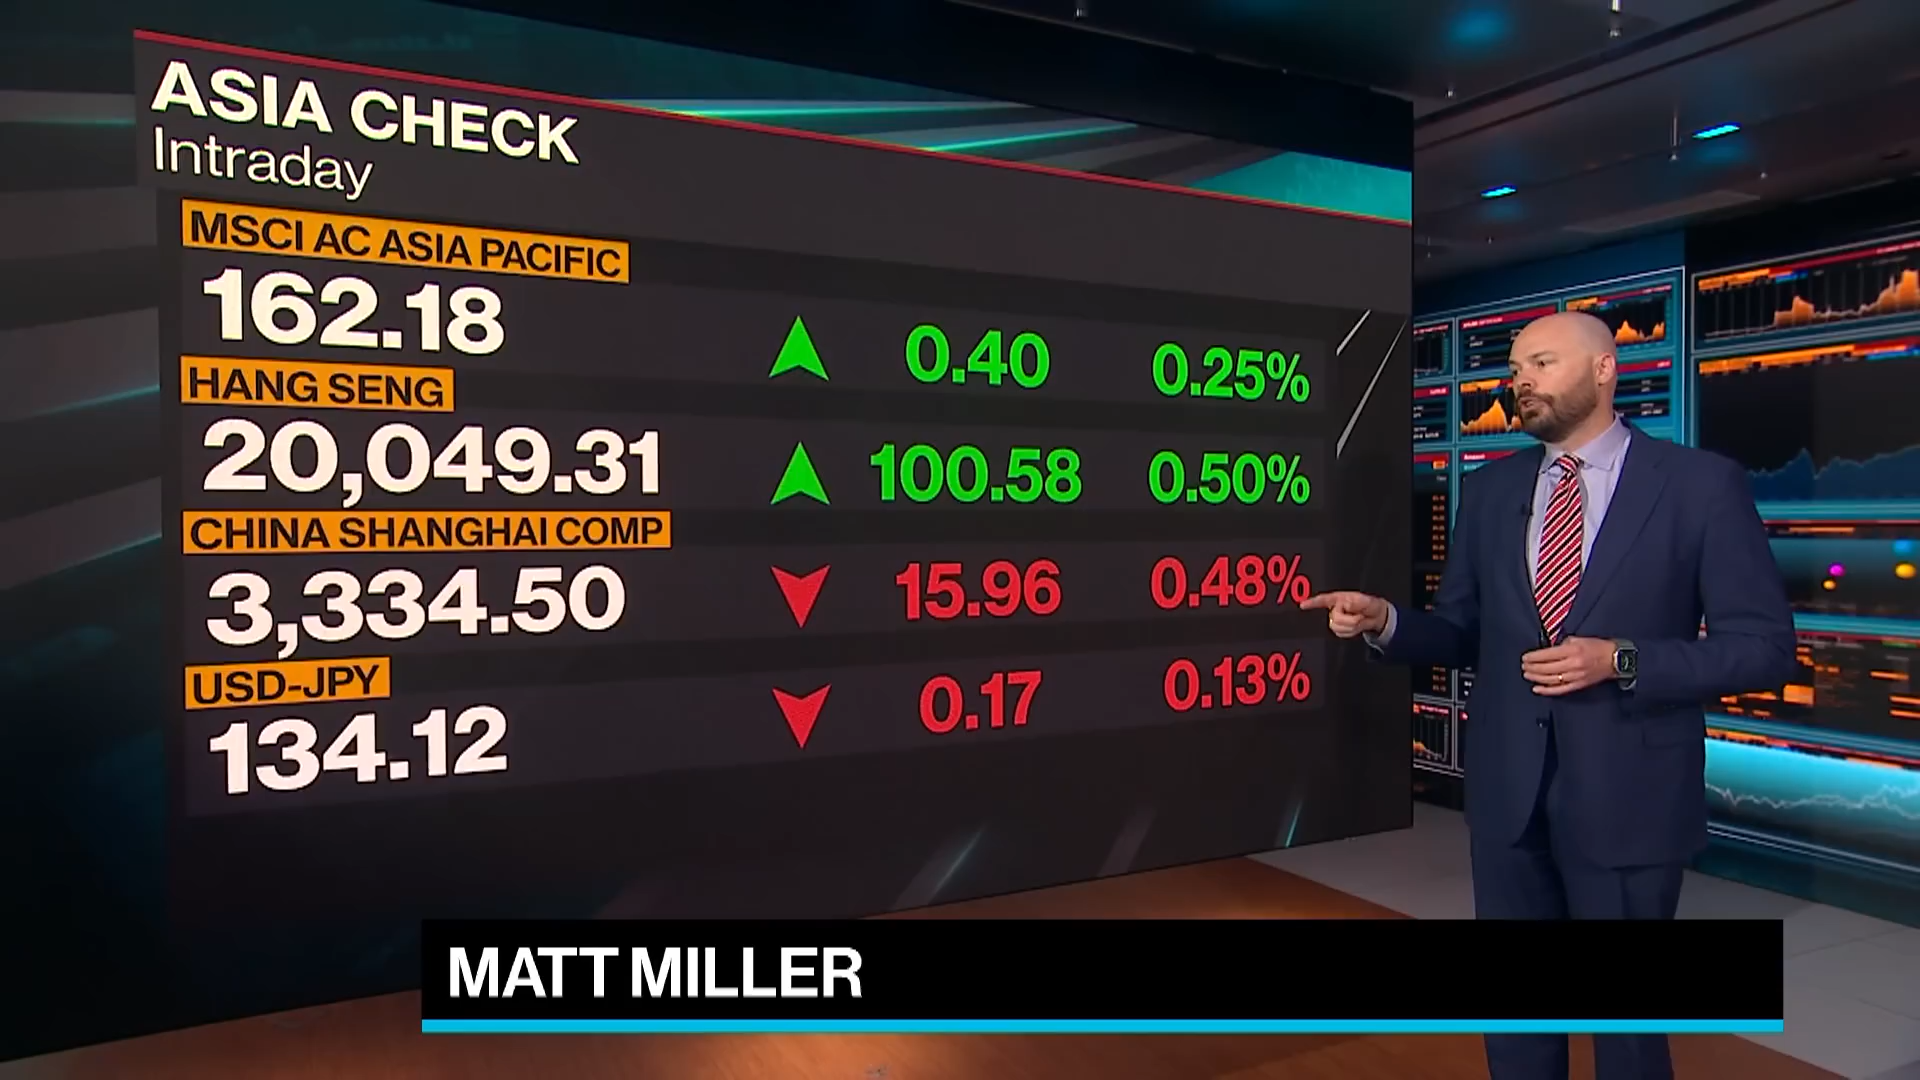 ASIA CHECK
Intraday
MSCI AC ASIA PACIFIC
162.18 0.40 0.25%
HANG SENG
20,049.31 100.58 0.50%
CHINA SHANGHAI COMP
3,334.50 15.96 0.48%
USD-JPY
134.12 0.17 0.13%
MATT MILLER